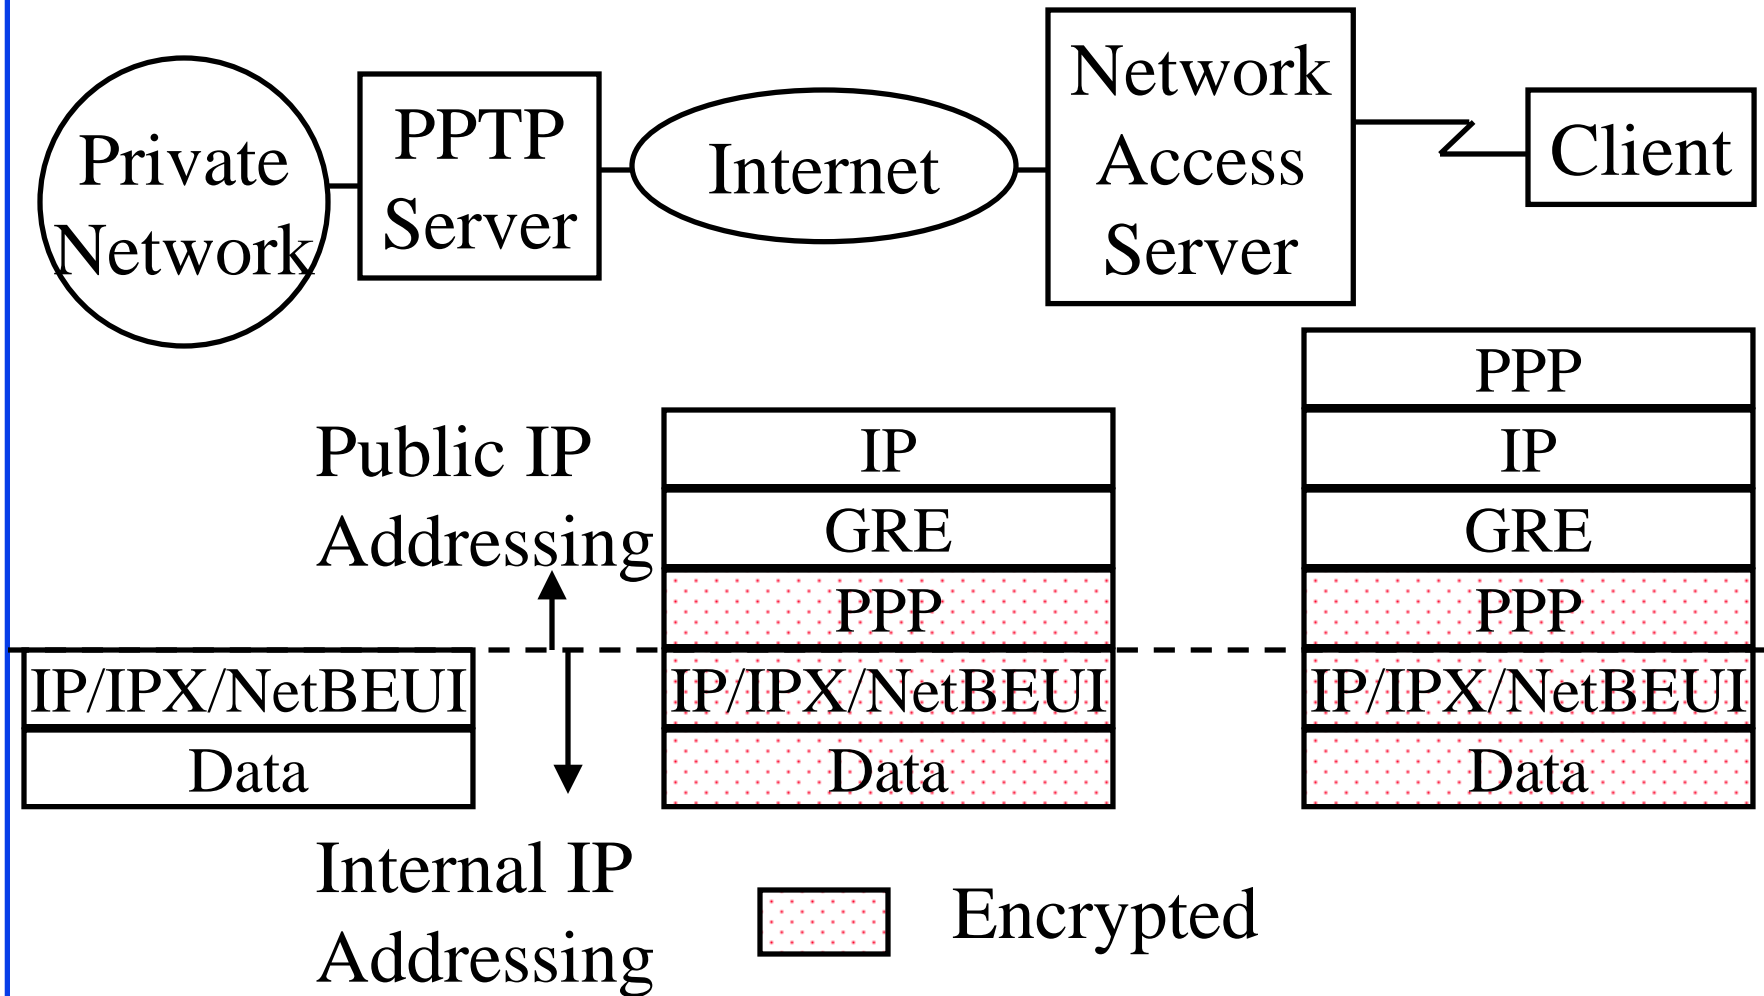 Private
Network
PPTP
Server
Internet
Network
Access
Server
Client
Public IP
Addressing
IP/IPX/NetBEUI
Data
Internal IP
Addressing
IP
GRE
PPP
IP/IPX/NetBEUI
Data
PPP
IP
GRE
PPP
IP/IPX/NetBEUI
Data
Encrypted